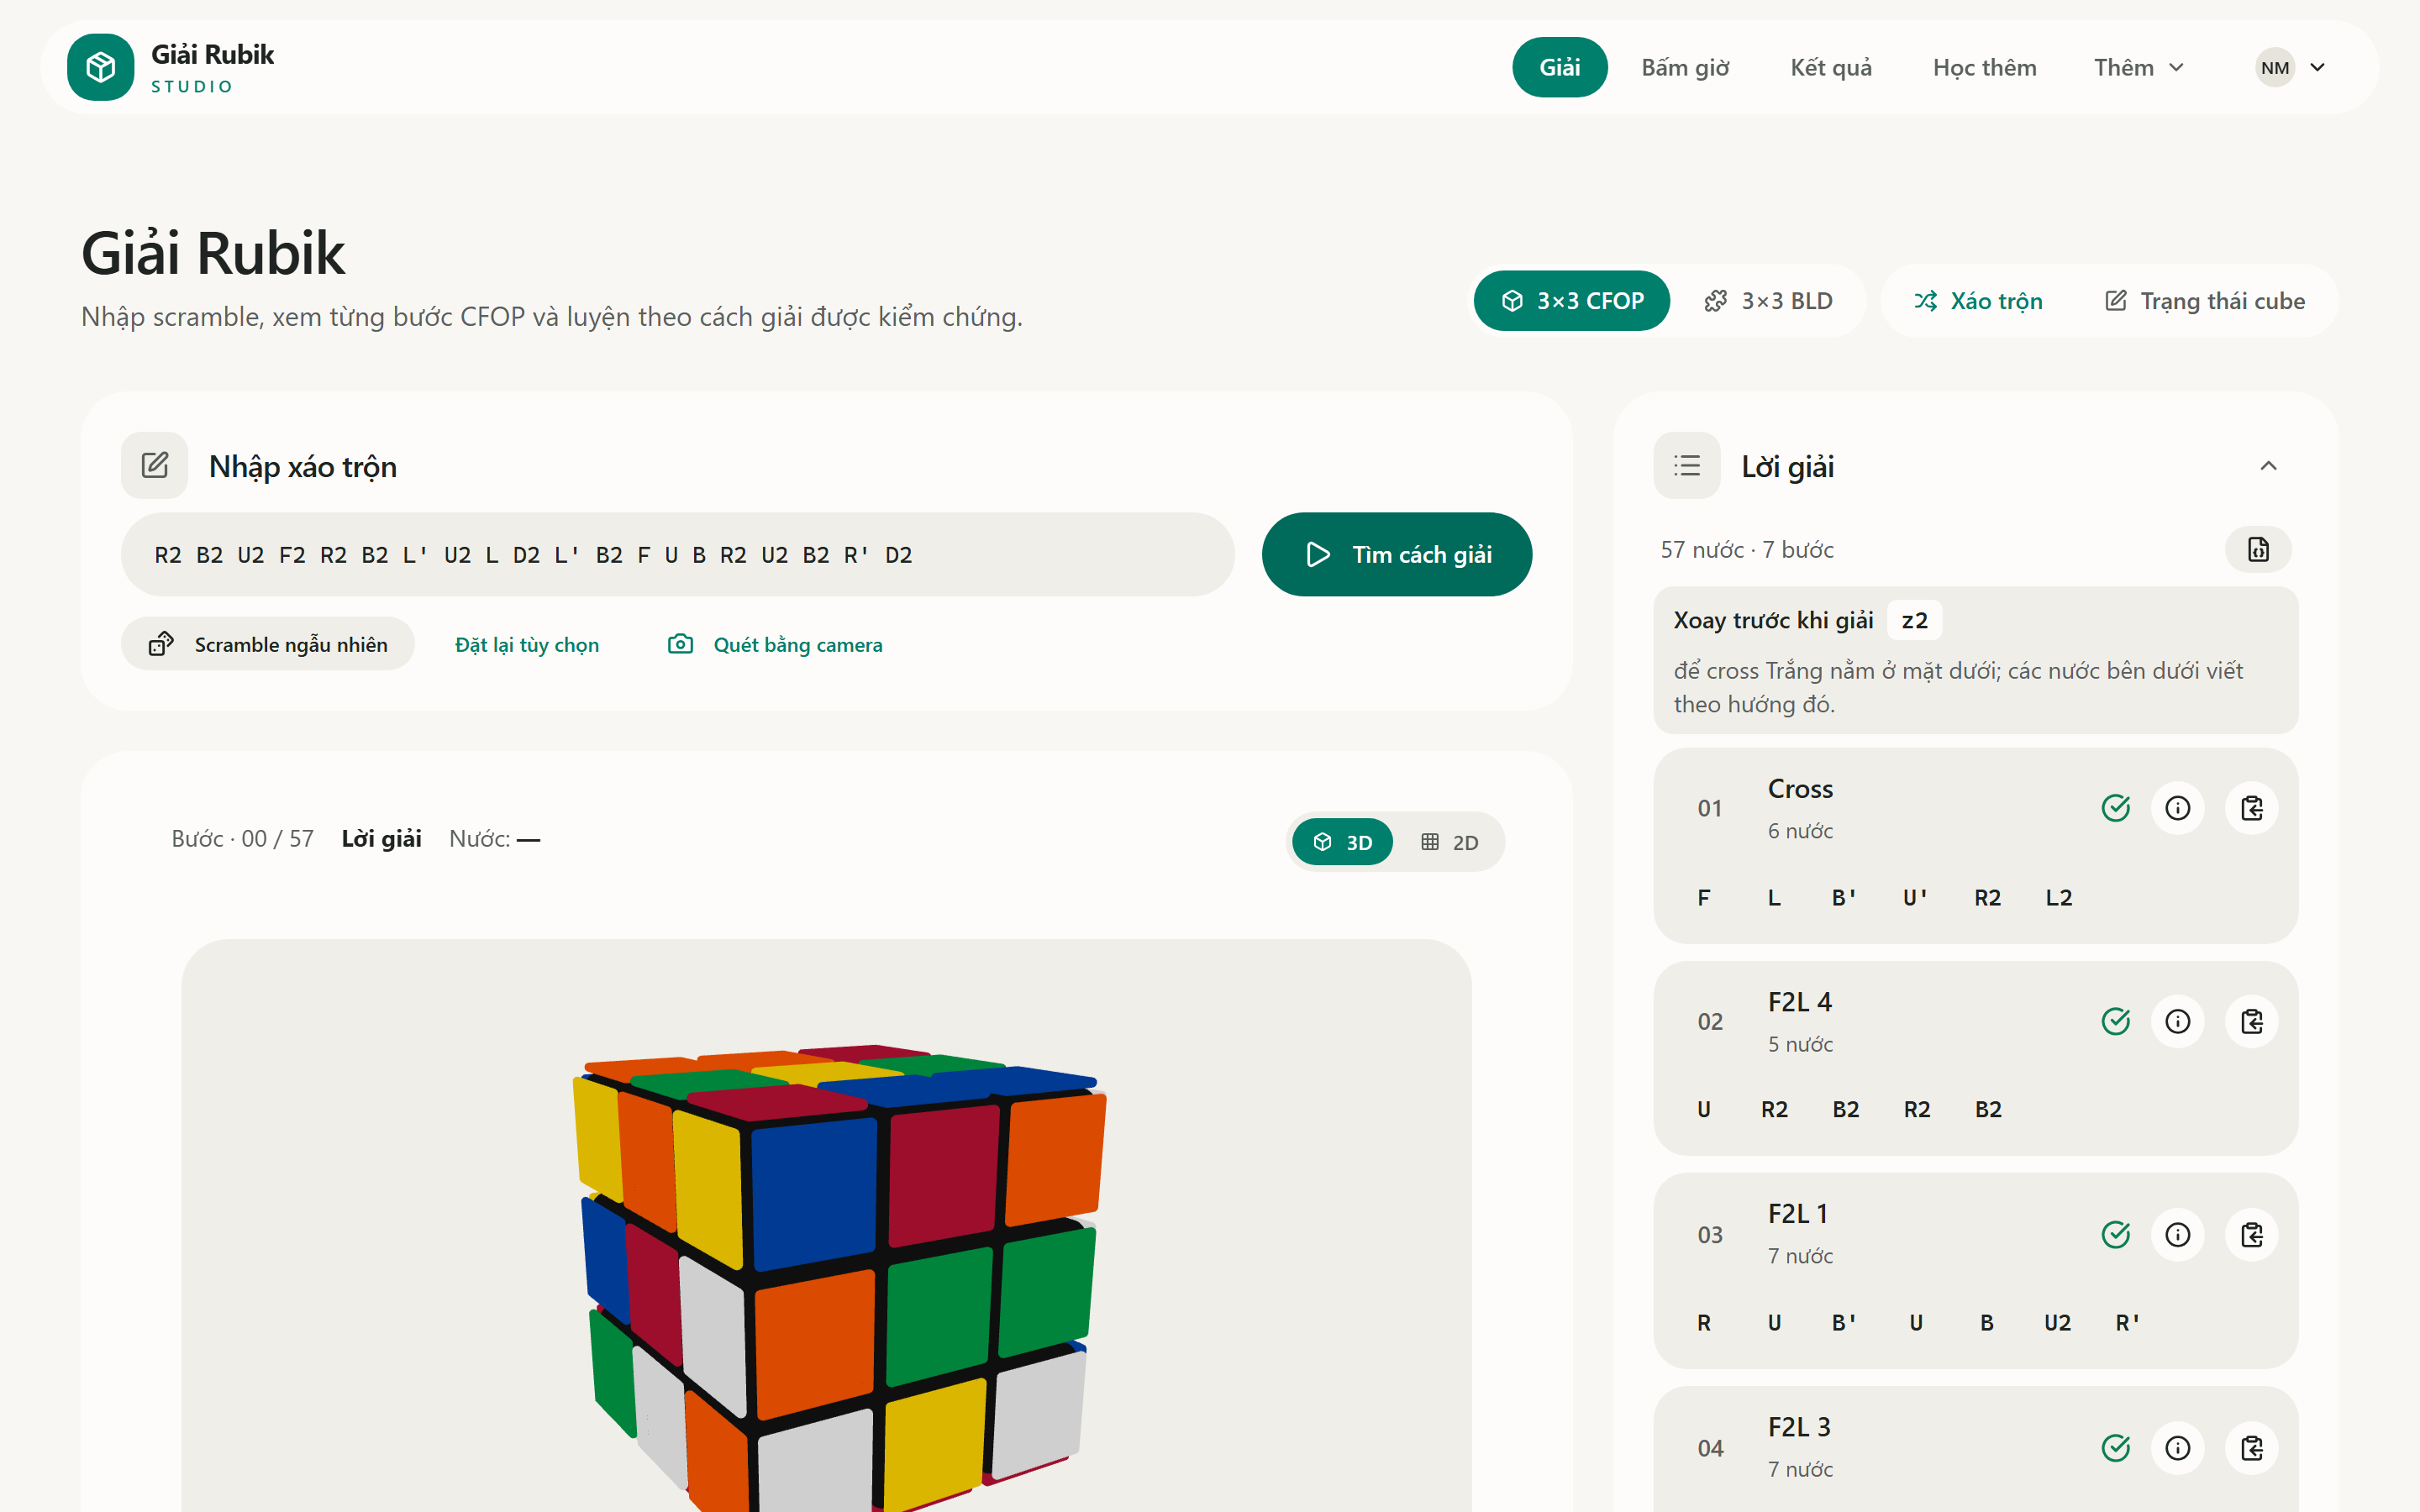 Giải Rubik
STUDIO
Giải
Bấm giờ
Kết quả
Học thêm
Thêm
NM
Giải Rubik
Nhập scramble, xem từng bước CFOP và luyện theo cách giải được kiểm chứng.
3×3 CFOP
3×3 BLD
Xáo trộn
Trạng thái cube
Nhập xáo trộn
R2 B2 U2 F2 R2 B2 L' U2 L D2 L' B2 F U B R2 U2 B2 R' D2
Tìm cách giải
Scramble ngẫu nhiên
Đặt lại tùy chọn
Quét bằng camera
Bước · 00 / 57 Lời giải Nước: —
3D
2D
Lời giải
57 nước · 7 bước
Xoay trước khi giải z2
để cross Trắng nằm ở mặt dưới; các nước bên dưới viết
theo hướng đó.
01
Cross
6 nước
F L B' U' R2 L2
02
F2L 4
5 nước
U R2 B2 R2 B2
03
F2L 1
7 nước
R U B' U B U2 R'
04
F2L 3
7 nước